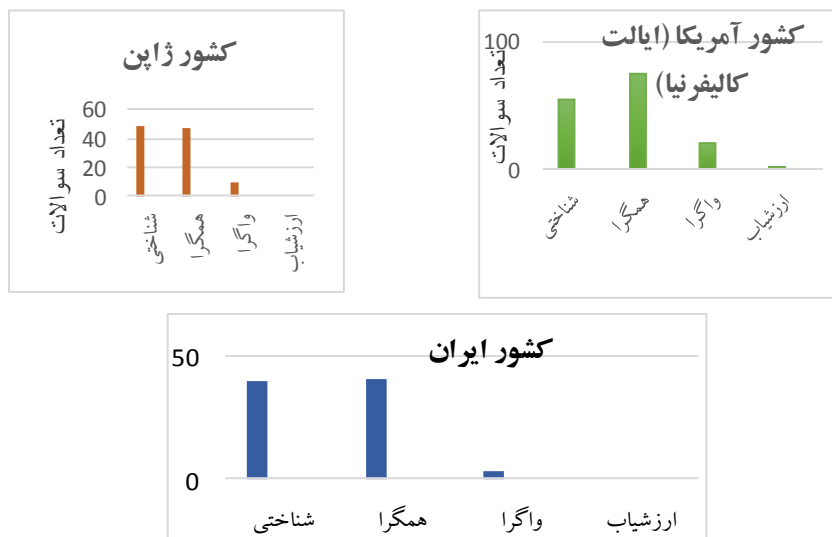 کشور آمریکا (ایالت
کالیفرنیا)
تعداد سوالات
100
0
شناختی
همگرا
واگرا
ارزشیاب
کشور ژاپن
تعداد سوالات
60
40
20
0
شناختی
همگرا
واگرا
ارزشیاب
کشور ایران
50
0
شناختی همگرا واگرا ارزشیاب